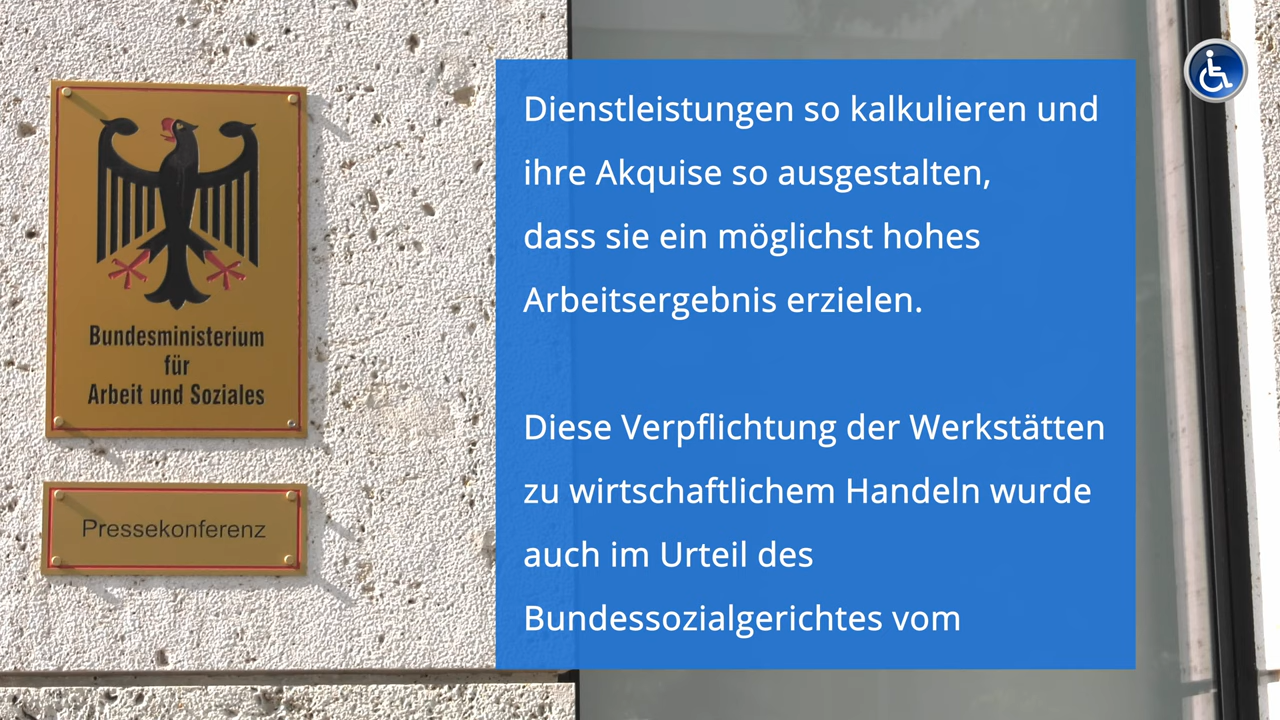 Bundesministerium
für
Arbeit und Soziales
Pressekonferenz
Dienstleistungen so kalkulieren und
ihre Akquise so ausgestalten,
dass sie ein möglichst hohes
Arbeitsergebnis erzielen.
Diese Verpflichtung der Werkstätten
zu wirtschaftlichem Handeln wurde
auch im Urteil des
Bundessozialgerichtes vom